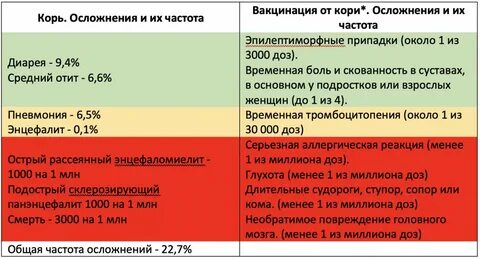 Корь. Осложнения и их частота
Вакцинация от кори*. Осложнения и их
частота
Диарея - 9,4%
Средний отит - 6,6%
Эпилептиморфные припадки (около 1 из
3000 доз).
Временная боль и скованность в суставах,
в основном у подростков или взрослых
женщин (до 1 из 4).
Пневмония - 6,5%
Энцефалит - 0,1%
Временная тромбоцитопения (около 1 из
30 000 доз)
Острый рассеянный энцефаломиелит -
1000 на 1 млн
Подострый склерозирующий
панэнцефалит 1000 на 1 млн
Смерть - 3000 на 1 млн
Серьезная аллергическая реакция (менее
1 из миллиона доз).
Глухота (менее 1 из миллиона доз)
Длительные судороги, ступор, сопор или
кома. (менее 1 из миллиона доз)
Необратимое повреждение головного
мозга. (менее 1 из миллиона доз)
Общая частота осложнений - 22,7%